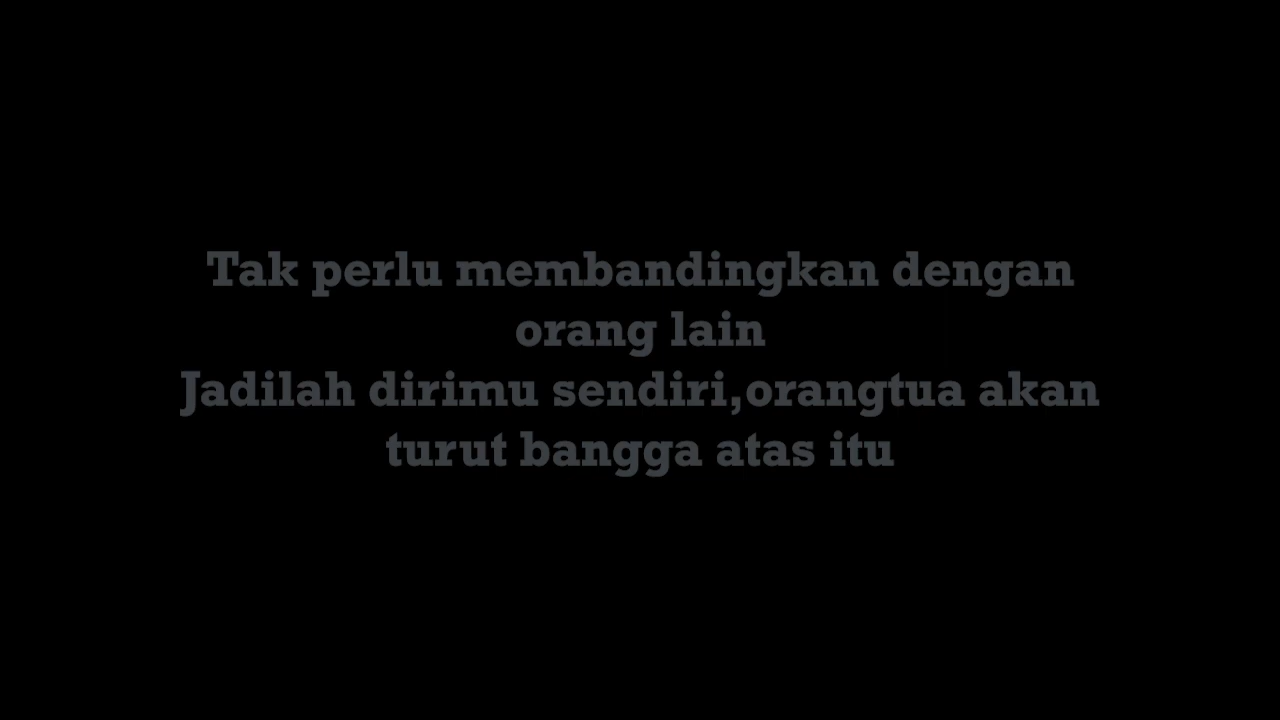 Tak perlu membandingkan dengan
orang lain
Jadilah dirimu sendiri,orangtua akan
turut bangga atas itu